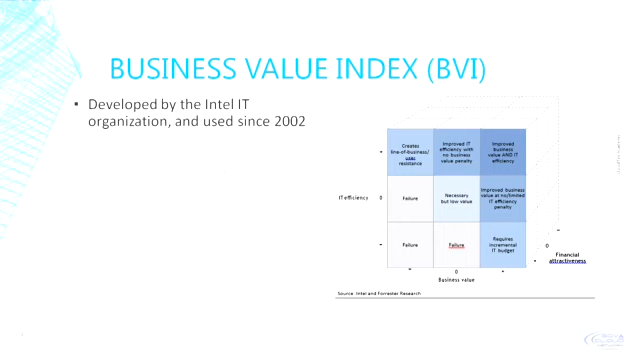 BUSINESS VALUE INDEX (BVI)
▪ Developed by the Intel IT
organization, and used since 2002
Creates
line-of-business/
user
resistance
Improved IT
efficiency with
no business
value penalty
Improved
business
value AND IT
efficiency
IT efficiency
0
Failure
Necessary
but low value
Improved business
value at no/limited
IT efficiency
penalty
Failure
Failure
Requires
incremental
IT budget
0
Business value
0
Financial
attractiveness
Source: Intel and Forrester Research